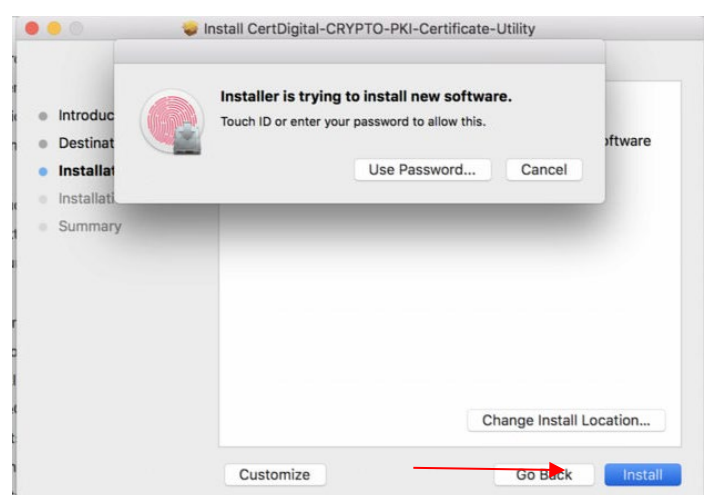 Install CertDigital-CRYPTO-PKI-Certificate-Utility
Installer is trying to install new software.
Touch ID or enter your password to allow this.
Use Password... Cancel
Introduc
Destinat
Installat
Installati
Summary
oftware
Change Install Location...
Customize Go Back Install